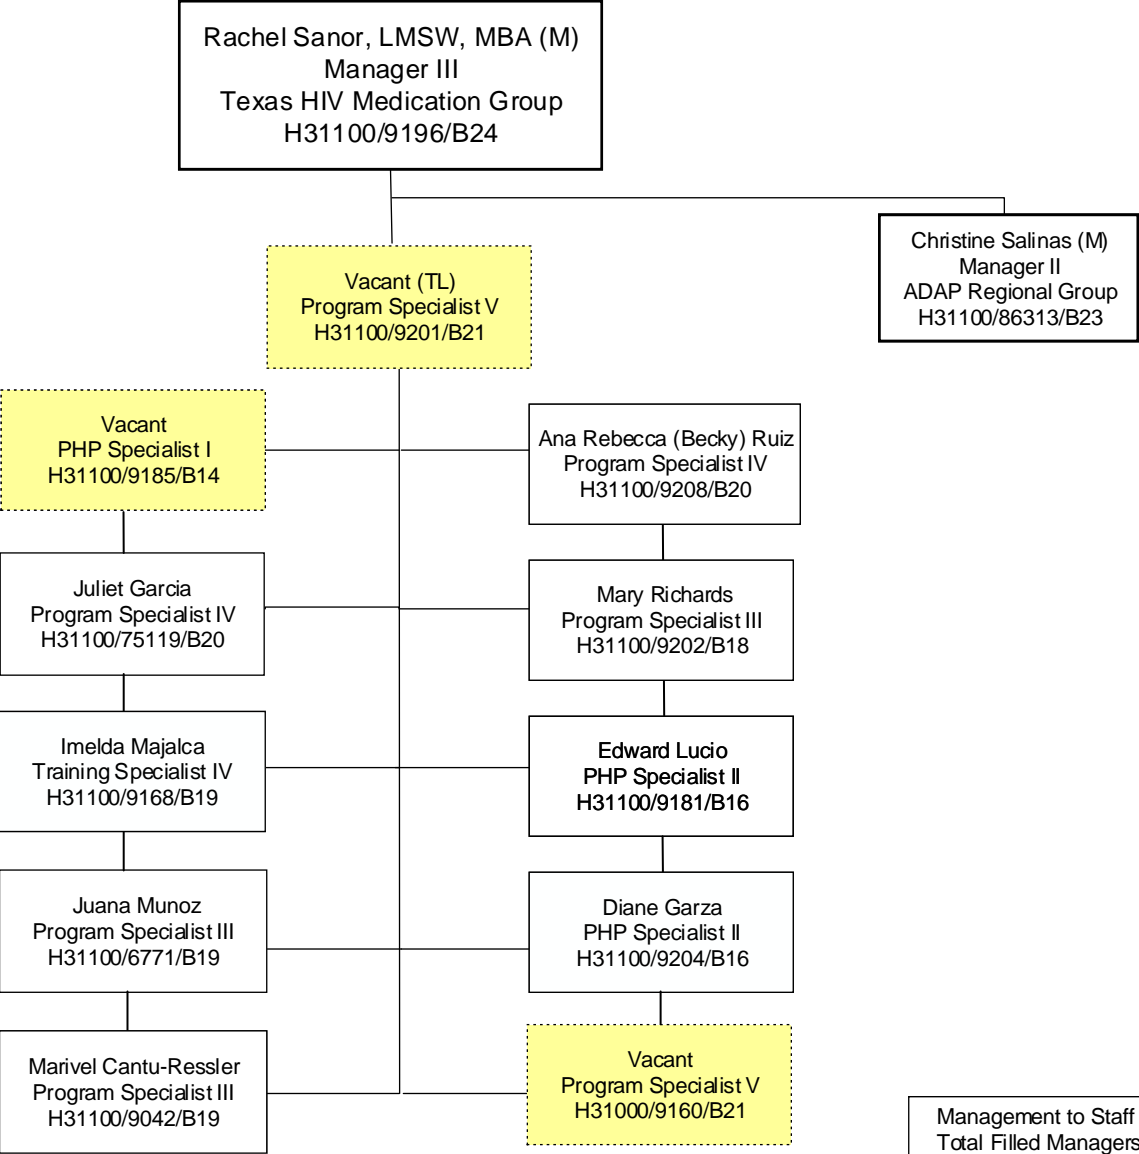 Rachel Sanor, LMSW, MBA (M)
Manager III
Texas HIV Medication Group
H31100/9196/B24
Christine Salinas (M)
Manager II
ADAP Regional Group
H31100/86313/B23
Vacant (TL)
Program Specialist V
H31100/9201/B21
Vacant
PHP Specialist I
H31100/9185/B14
Ana Rebecca (Becky) Ruiz
Program Specialist IV
H31100/9208/B20
Juliet Garcia
Program Specialist IV
H31100/75119/B20
Mary Richards
Program Specialist III
H31100/9202/B18
Imelda Majalca
Training Specialist IV
H31100/9168/B19
Edward Lucio
PHP Specialist II
H31100/9181/B16
Juana Munoz
Program Specialist III
H31100/6771/B19
Diane Garza
PHP Specialist II
H31100/9204/B16
Marivel Cantu-Ressler
Program Specialist III
H31100/9042/B19
Vacant
Program Specialist V
H31000/9160/B21
Management to Staff
Total Filled Managers